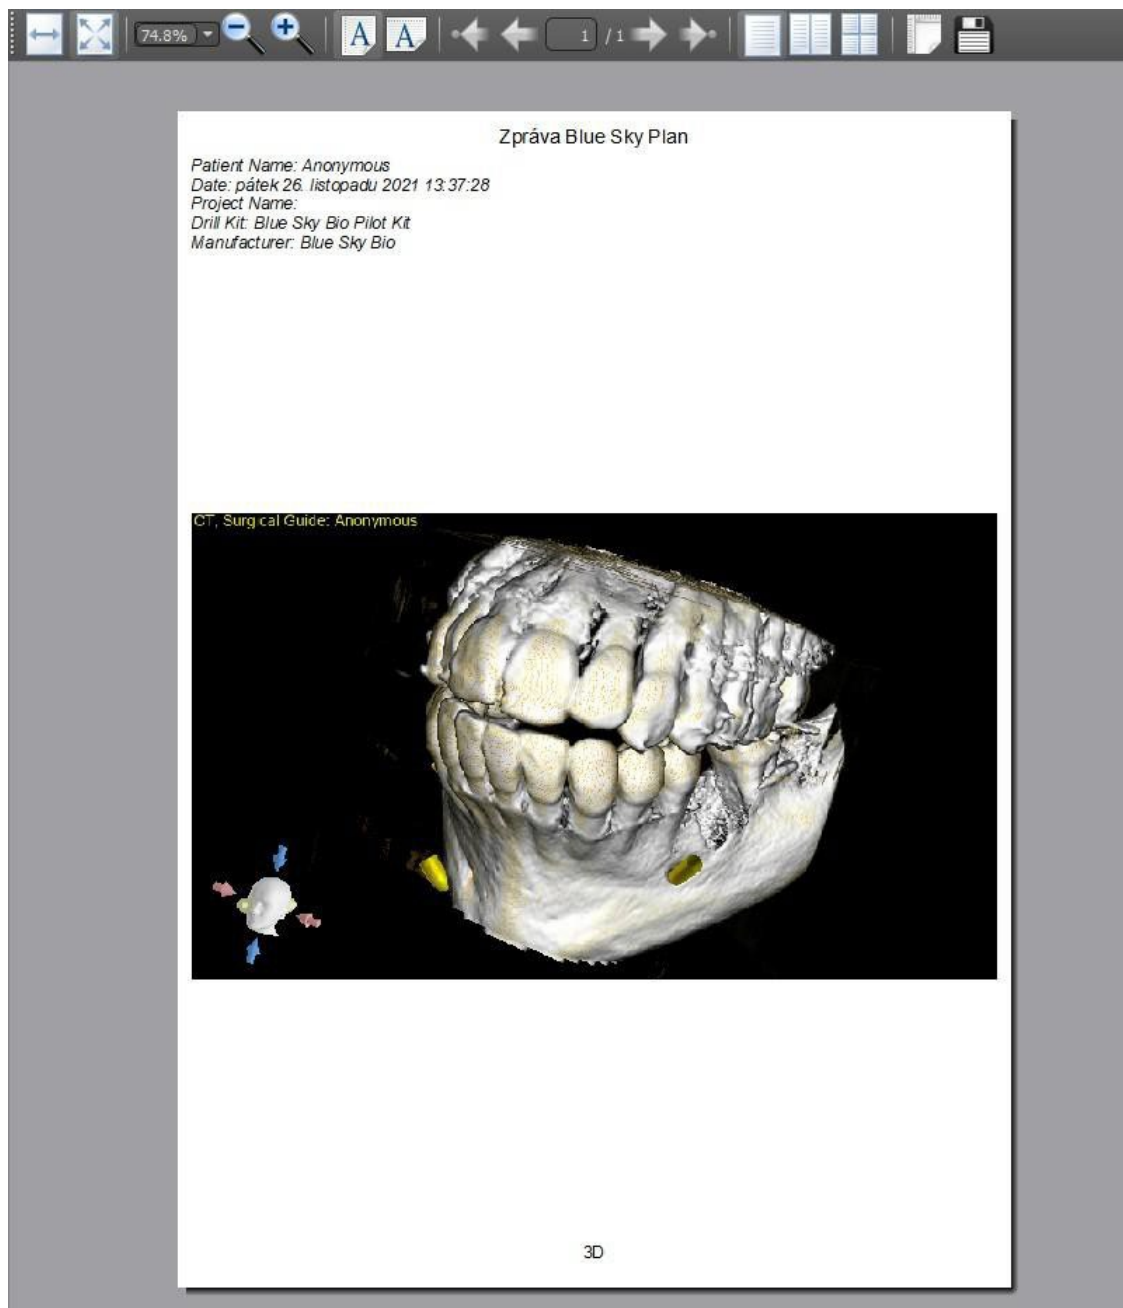 74.8%
A A
1 / 1
Zpráva Blue Sky Plan
Patient Name: Anonymous
Date: pátek 26. listopadu 2021 13:37:28
Project Name:
Drill Kit: Blue Sky Bio Pilot Kit
Manufacturer: Blue Sky Bio
CT, Surgical Guide: Anonymous
3D